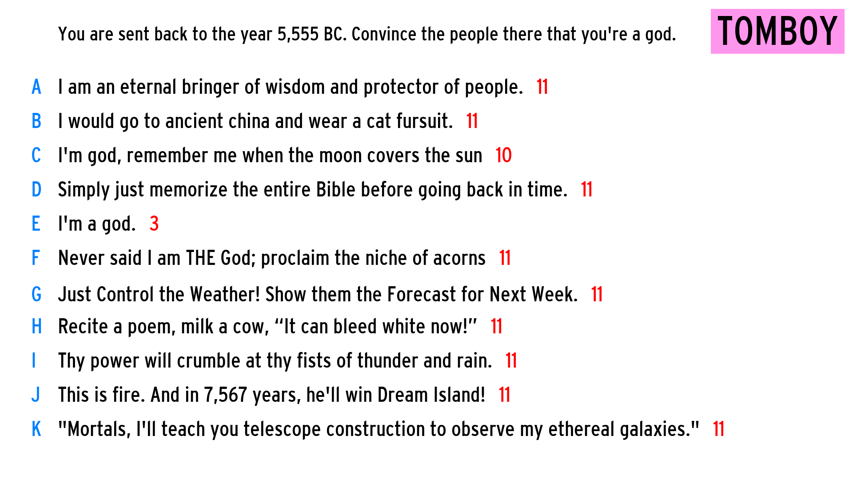 You are sent back to the year 5,555 BC. Convince the people there that you're a god.
TOMBOY
A I am an eternal bringer of wisdom and protector of people. 11
B I would go to ancient china and wear a cat fursuit. 11
C I'm god, remember me when the moon covers the sun 10
D Simply just memorize the entire Bible before going back in time. 11
E I'm a god. 3
F Never said I am THE God; proclaim the niche of acorns 11
G Just Control the Weather! Show them the Forecast for Next Week. 11
H Recite a poem, milk a cow, “It can bleed white now!” 11
I Thy power will crumble at thy fists of thunder and rain. 11
J This is fire. And in 7,567 years, he'll win Dream Island! 11
K "Mortals, I'll teach you telescope construction to observe my ethereal galaxies." 11